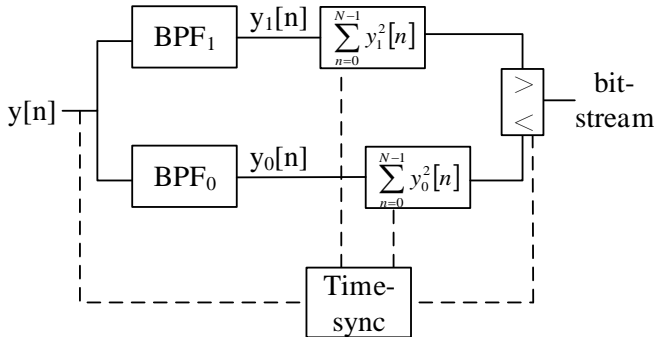 BPF₁
y₁[n]
∑_{n=0}^{N-1} y₁²[n]
y[n]
>
<
bit-
stream
BPF₀
y₀[n]
∑_{n=0}^{N-1} y₀²[n]
Time-
sync